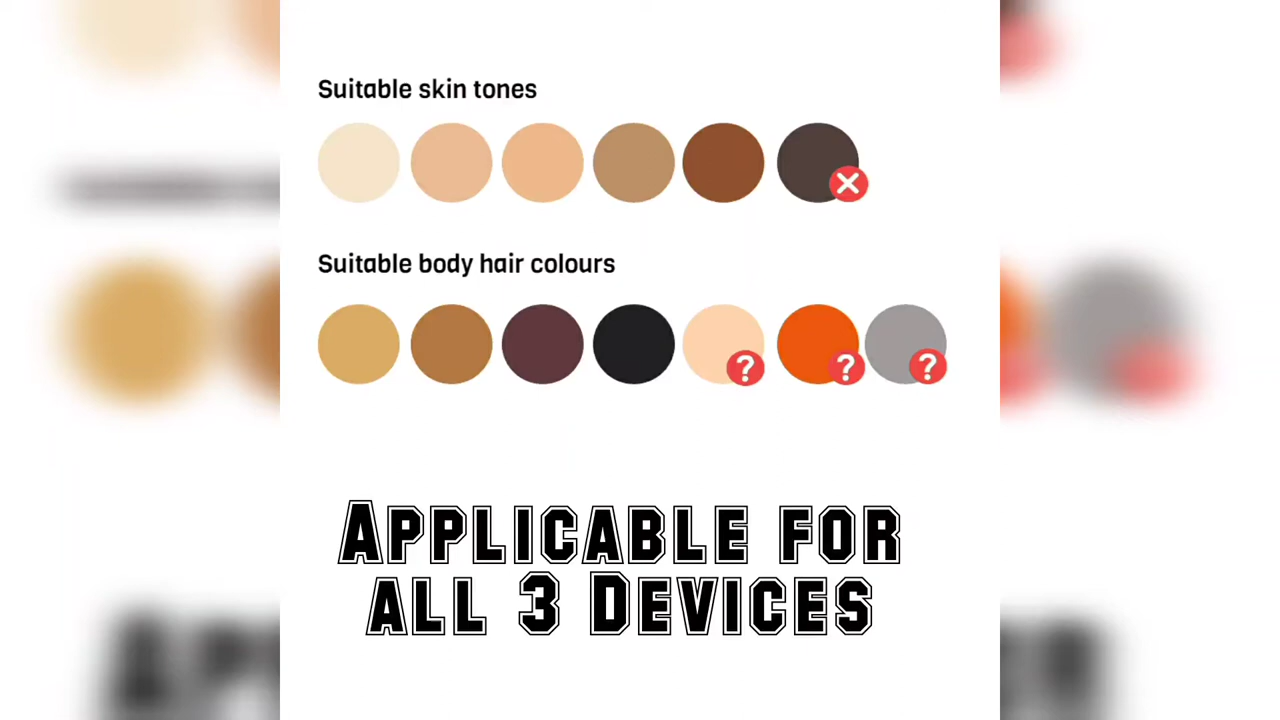 Suitable skin tones
Suitable body hair colours
?
?
?
Applicable for
all 3 Devices